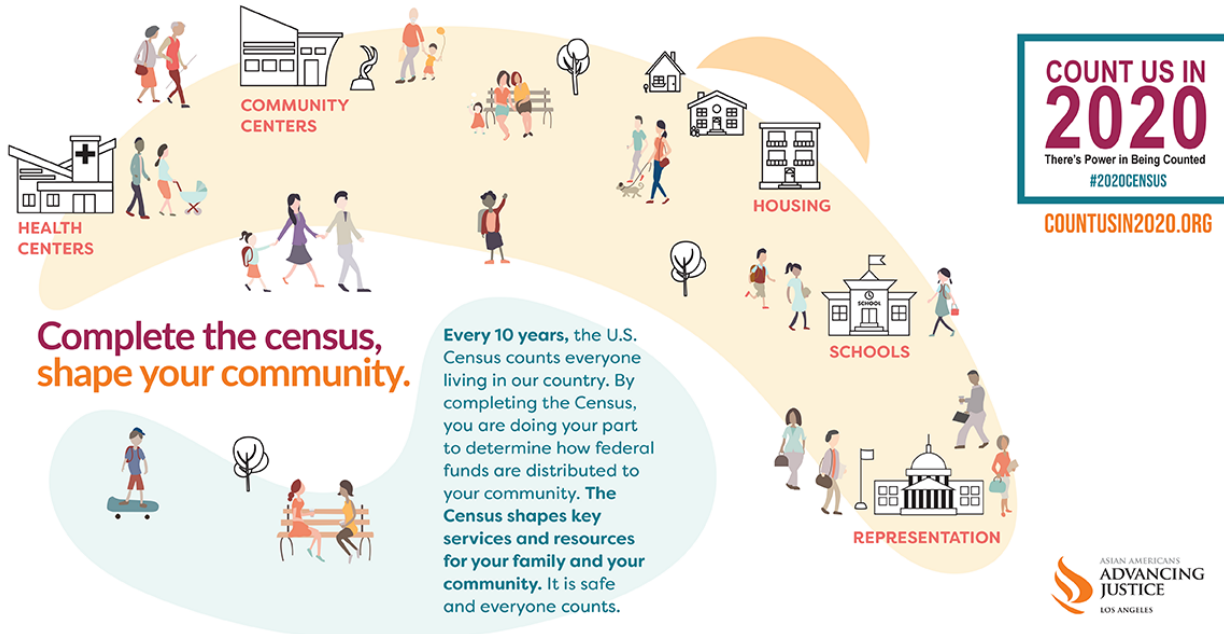 COMMUNITY
CENTERS
HEALTH
CENTERS
HOUSING
SCHOOL
SCHOOLS
REPRESENTATION
Complete the census,
shape your community.
Every 10 years, the U.S.
Census counts everyone
living in our country. By
completing the Census,
you are doing your part
to determine how federal
funds are distributed to
your community. The
Census shapes key
services and resources
for your family and your
community. It is safe
and everyone counts.
COUNT US IN
2020
There's Power in Being Counted
#2020CENSUS
COUNTUSIN2020.ORG
ASIAN AMERICANS
ADVANCING
JUSTICE
LOS ANGELES